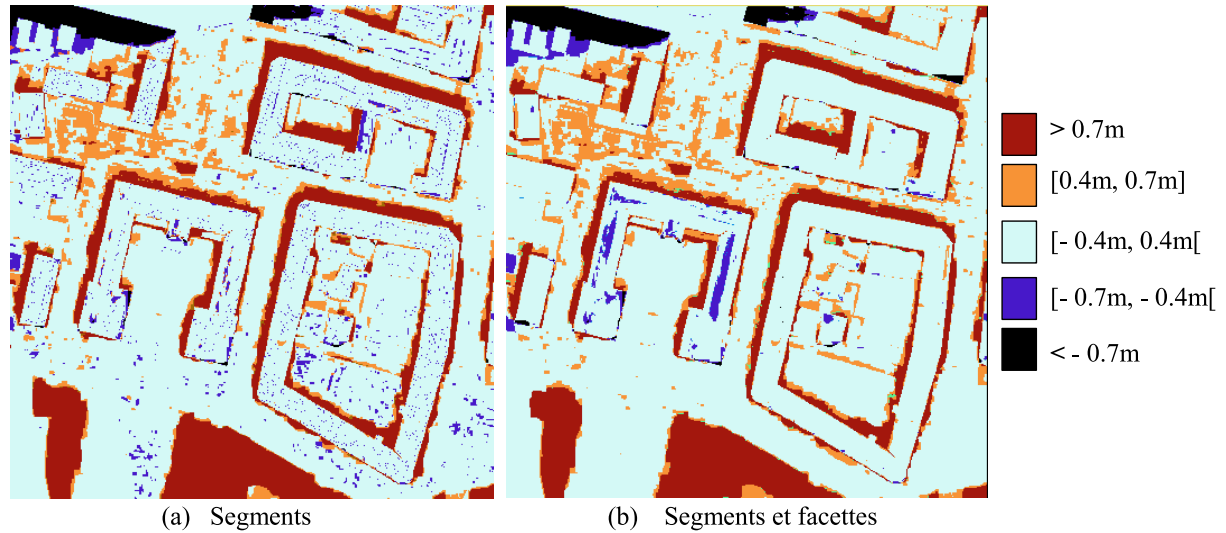 > 0.7m
[0.4m, 0.7m]
[- 0.4m, 0.4m[
[- 0.7m, - 0.4m[
< - 0.7m
(a) Segments
(b) Segments et facettes